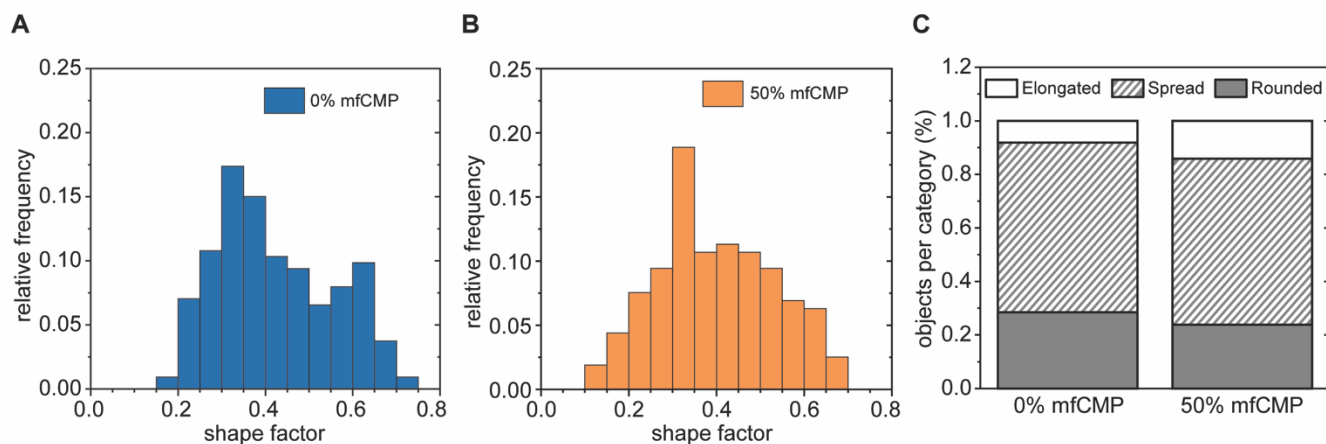 A
relative frequency
0.25
0.20
0.15
0.10
0.05
0.00
0% mfCMP
0.0 0.2 0.4 0.6 0.8
shape factor
B
relative frequency
0.25
0.20
0.15
0.10
0.05
0.00
50% mfCMP
0.0 0.2 0.4 0.6 0.8
shape factor
C
objects per category (%)
1.2
1.0
0.8
0.6
0.4
0.2
0.0
Elongated Spread Rounded
0% mfCMP 50% mfCMP